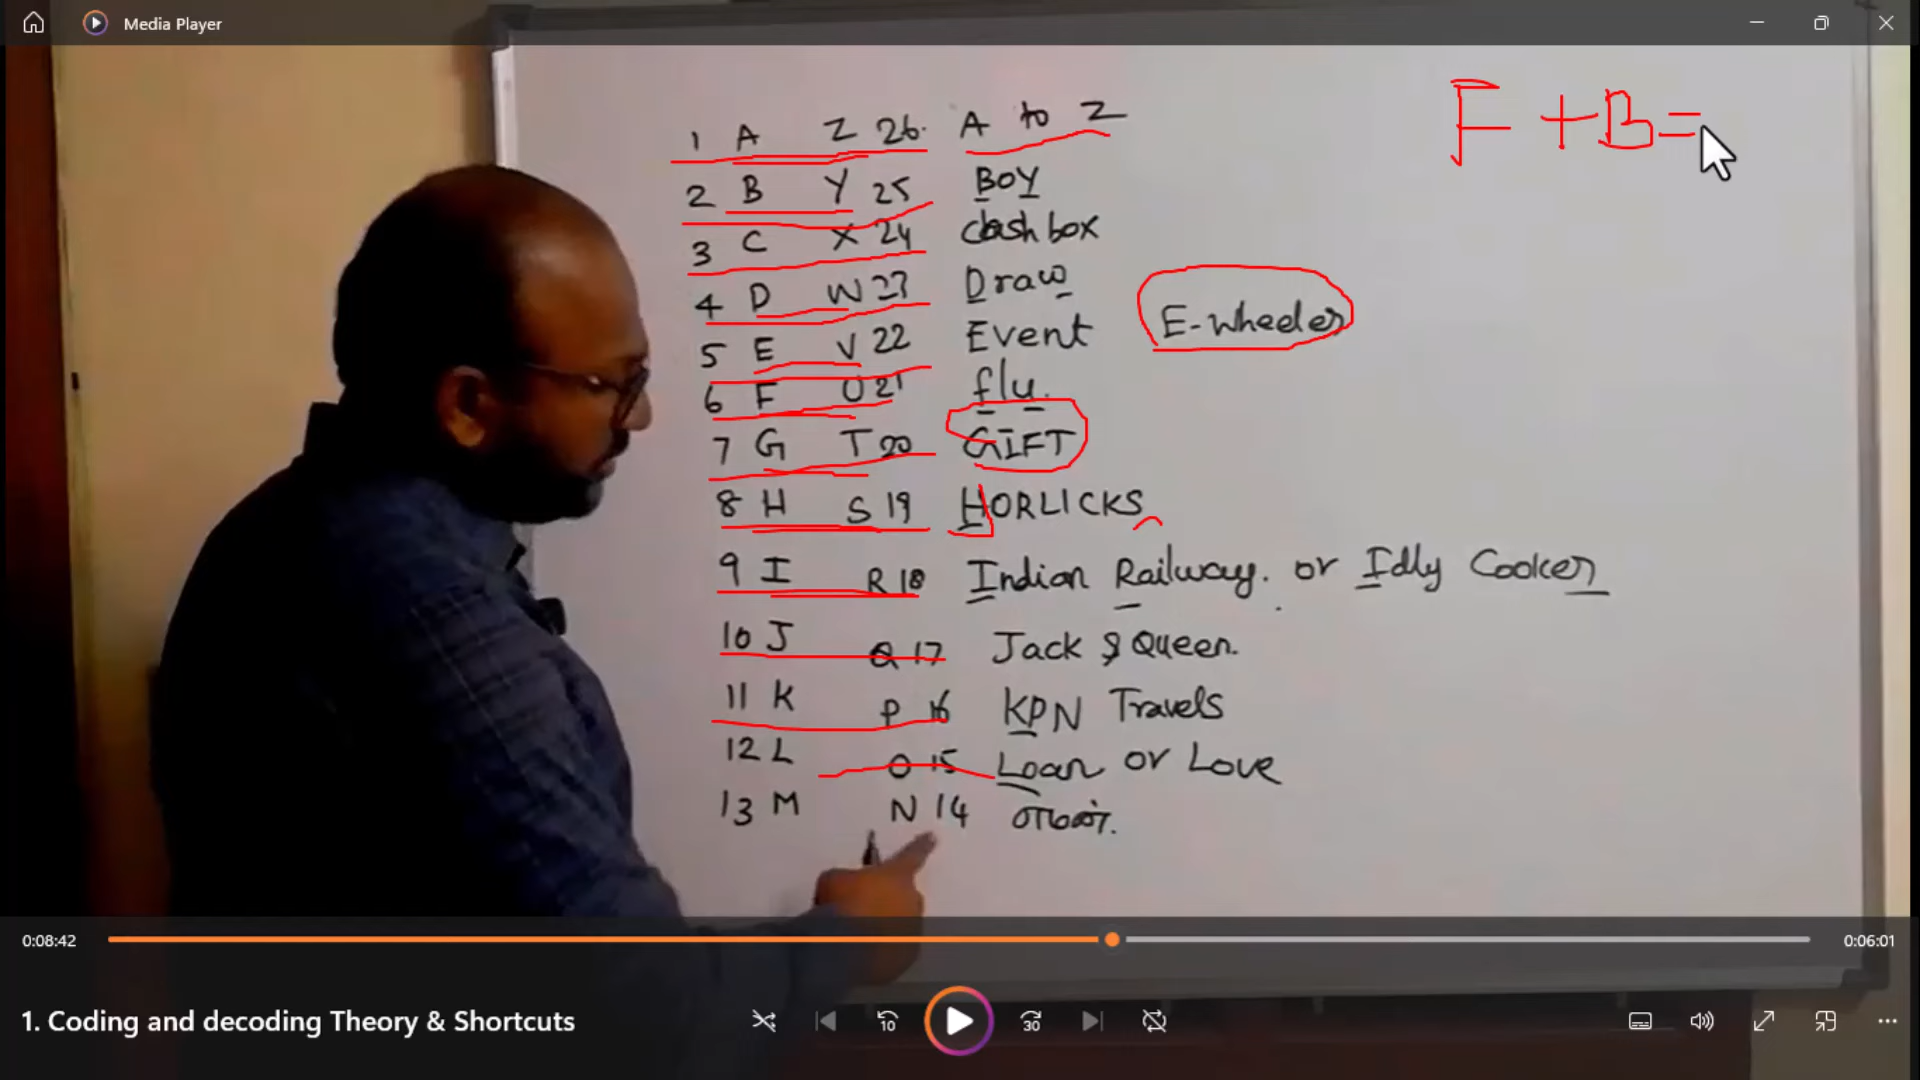 Media Player
F + B =
1 A Z 26. A to Z
2 B Y 25 BOY
3 C X 24 cash box
4 D W 23 Draw
5 E V 22 Event E-wheeler
6 F U 21 flu.
7 G T 20 GIFT
8 H S 19 HORLICKS
9 I R 18 Indian Railway. or Idly Cooker
10 J Q 17 Jack & Queen.
11 K P 16 KPN Travels
12 L O 15 Loan or Love
13 M N 14
0:08:42
0:06:01
1. Coding and decoding Theory & Shortcuts
10
30